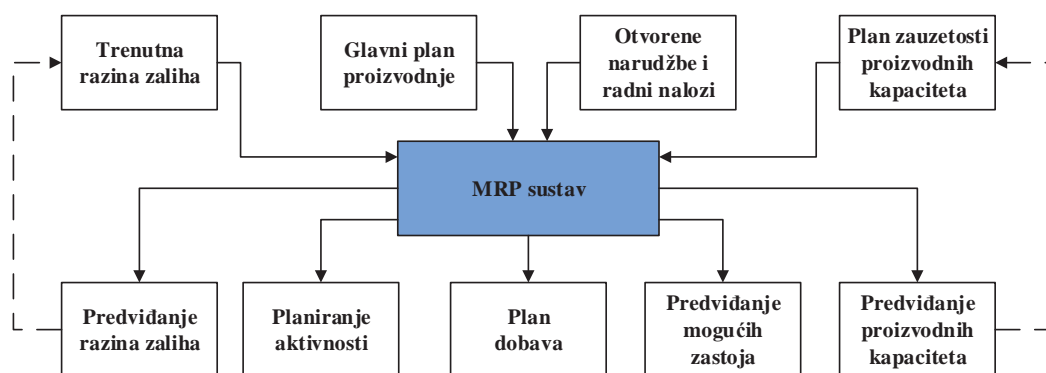 Trenutna
razina zaliha
Glavni plan
proizvodnje
Otvorene
narudžbe i
radni nalozi
Plan zauzetosti
proizvodnih
kapaciteta
MRP sustav
Predviđanje
razina zaliha
Planiranje
aktivnosti
Plan
dobava
Predviđanje
mogućih
zastoja
Predviđanje
proizvodnih
kapaciteta